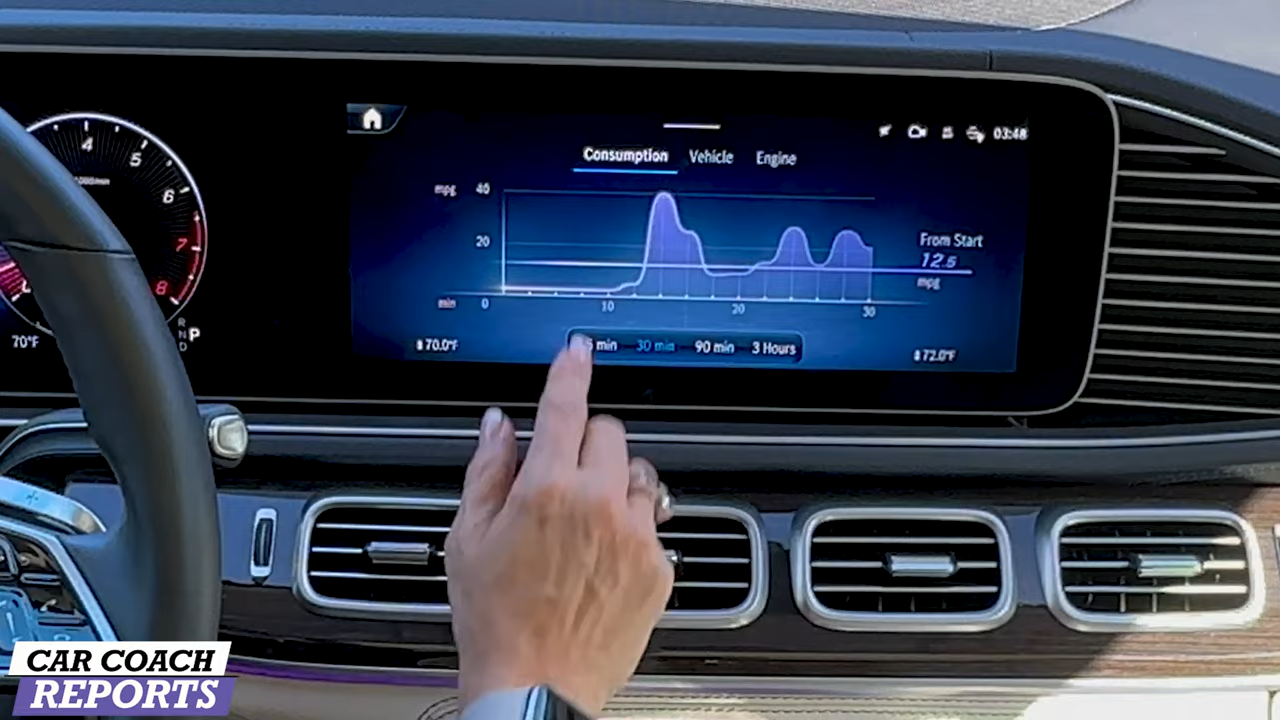 03:48
Consumption Vehicle Engine
mpg 40
20
From Start
12.5
mpg
min 0 10 20 30
30 min 90 min 3 Hours
70.0°F
72.0°F
4
5
6
7
8
R
N
D
P
70°F
CAR COACH
REPORTS